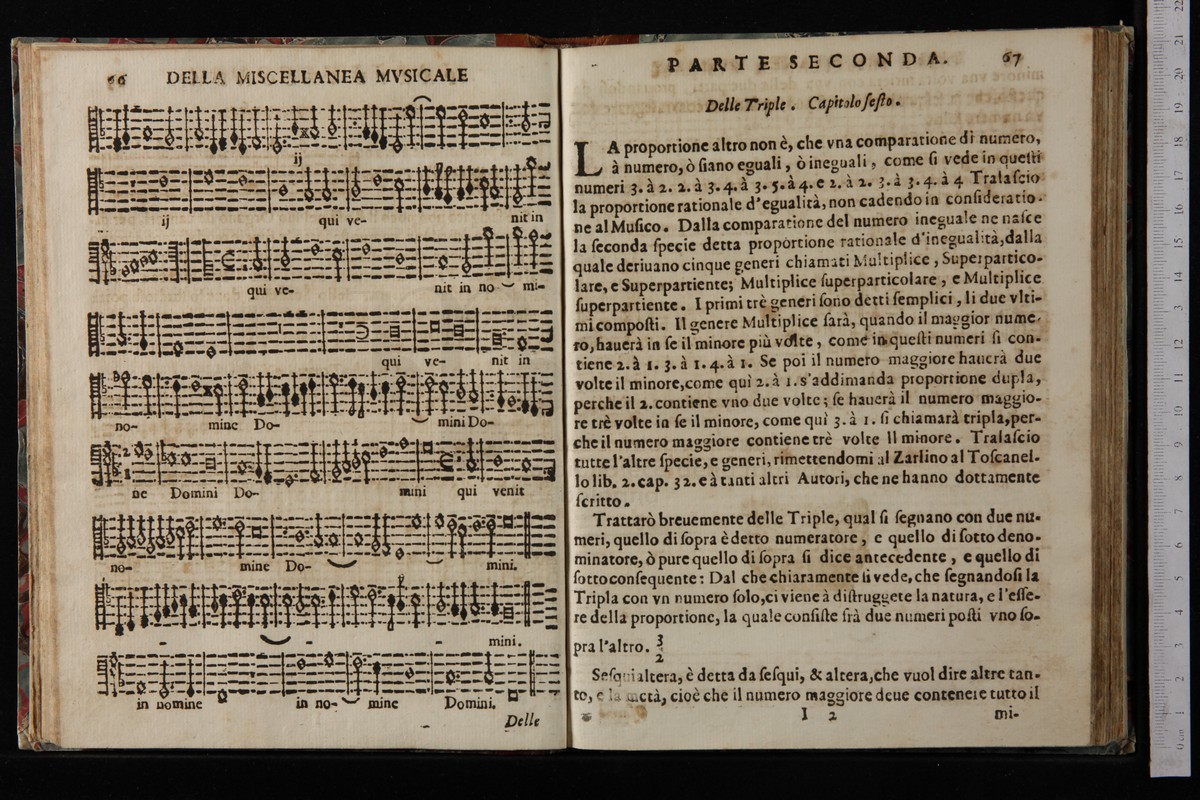 66 DELLA MISCELLANEA MVSICALE
ij
ij qui ve- nit in
qui ve- nit in no- mi-
qui ve- nit in
no- mine Do- mini Do-
ne Domini Do- mini qui venit
no- mine Do- mini.
- - mini.
in nomine in no- mine Domini.
Delle
PARTE SECONDA. 67
Delle Triple. Capitolo ſeſto.
LA proportione altro non è, che vna comparatione di numero,
à numero, ò ſiano eguali, ò ineguali, come ſi vede in queſti
numeri 3. à 2. 2. à 3. 4. à 3. 5. à 4. e 2. à 2. 3. à 3. 4. à 4 Tralaſcio
la proportione rationale d'egualità, non cadendo in conſideratio-
ne al Muſico. Dalla comparatione del numero ineguale ne naſce
la ſeconda ſpecie detta proportione rationale d'inegualità, dalla
quale deriuano cinque generi chiamati Multiplice, Superpartico-
lare, e Superpartiente; Multiplice ſuperparticolare, e Multiplice
ſuperpartiente. I primi trè generi ſono detti ſemplici, li due vlti-
mi compoſti. Il genere Multiplice ſarà, quando il maggior nume-
ro, hauerà in ſe il minore più volte, come in queſti numeri ſi con-
tiene 2. à 1. 3. à 1. 4. à 1. Se poi il numero maggiore hauerà due
volte il minore, come quì 2. à 1. s'addimanda proportione dupla,
perche il 2. contiene vno due volte; ſe hauerà il numero maggio-
re trè volte in ſe il minore, come quì 3. à 1. ſi chiamarà tripla, per-
che il numero maggiore contiene trè volte Il minore. Tralaſcio
tutte l'altre ſpecie, e generi, rimettendomi al Zarlino al Toſcanel-
lo lib. 2. cap. 32. e à tanti altri Autori, che ne hanno dottamente
ſcritto.
Trattarò breuemente delle Triple, qual ſi ſegnano con due nu-
meri, quello di ſopra è detto numeratore, e quello di ſotto deno-
minatore, ò pure quello di ſopra ſi dice antecedente, e quello di
ſotto conſequente: Dal che chiaramente ſi vede, che ſegnandoſi la
Tripla con vn numero ſolo, ci viene à diſtruggete la natura, e l'eſſe-
re della proportione, la quale conſiſte frà due numeri poſti vno ſo-
pra l'altro. 3
2
Seſquialtera, è detta da ſeſqui, & altera, che vuol dire altre tan-
to, e la metà, cioè che il numero maggiore deue contenere tutto il
I 2 mi-